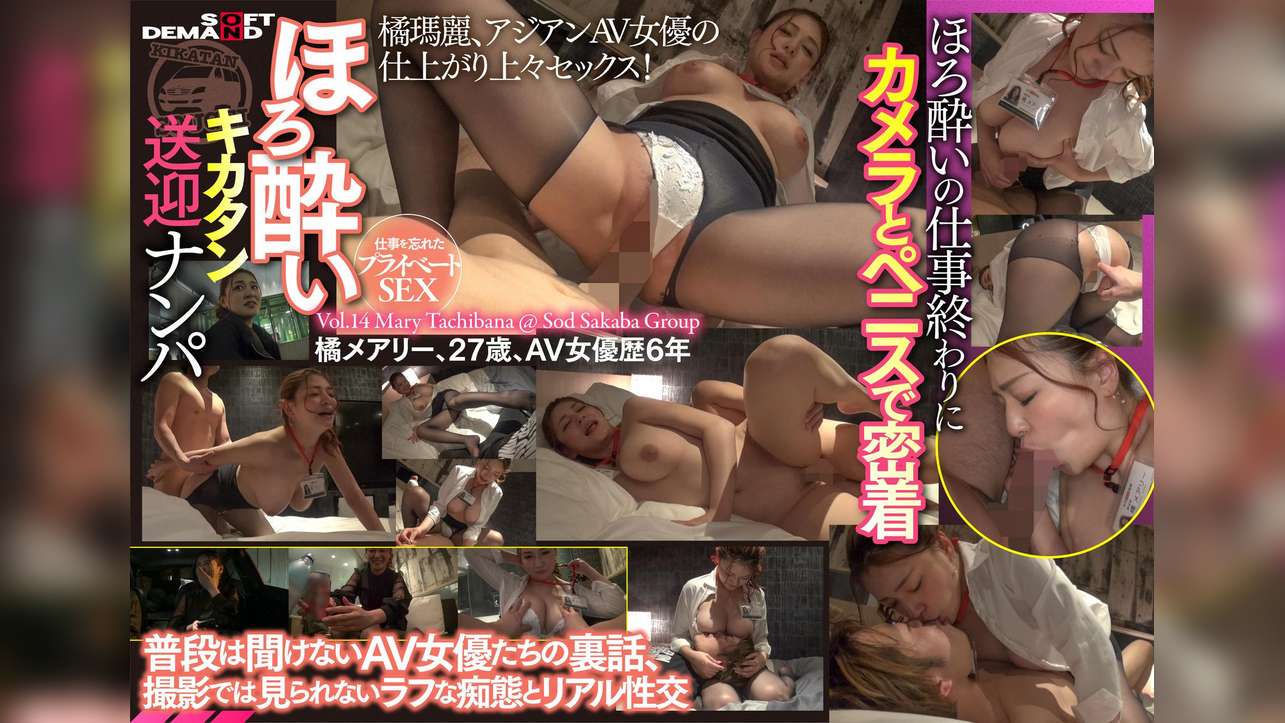 SOFT
DEMAND
KIKATAN
ほろ酔い
キカタン
送迎
ナンパ
橘瑪麗、アジアンAV女優の
仕上がり上々セックス！
仕事を忘れた
プライベート
SEX
Vol.14 Mary Tachibana @ Sod Sakaba Group
橘メアリー、27歳、AV女優歴6年
ほろ酔いの仕事終わりに
カメラとペニスで密着
普段は聞けないAV女優たちの裏話、
撮影では見られないラフな痴態とリアル性交